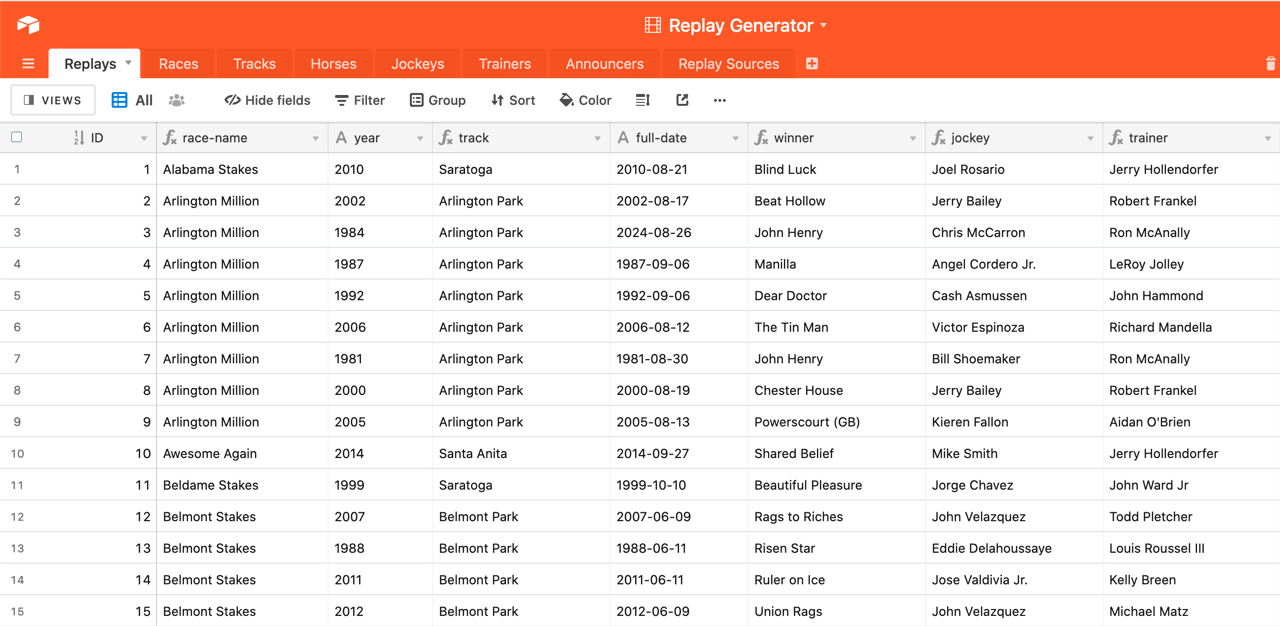 Replay Generator
Replays Races Tracks Horses Jockeys Trainers Announcers Replay Sources
VIEWS All Hide fields Filter Group Sort Color
ID race-name A year track A full-date winner jockey trainer
1 1 Alabama Stakes 2010 Saratoga 2010-08-21 Blind Luck Joel Rosario Jerry Hollendorfer
2 2 Arlington Million 2002 Arlington Park 2002-08-17 Beat Hollow Jerry Bailey Robert Frankel
3 3 Arlington Million 1984 Arlington Park 2024-08-26 John Henry Chris McCarron Ron McAnally
4 4 Arlington Million 1987 Arlington Park 1987-09-06 Manilla Angel Cordero Jr. LeRoy Jolley
5 5 Arlington Million 1992 Arlington Park 1992-09-06 Dear Doctor Cash Asmussen John Hammond
6 6 Arlington Million 2006 Arlington Park 2006-08-12 The Tin Man Victor Espinoza Richard Mandella
7 7 Arlington Million 1981 Arlington Park 1981-08-30 John Henry Bill Shoemaker Ron McAnally
8 8 Arlington Million 2000 Arlington Park 2000-08-19 Chester House Jerry Bailey Robert Frankel
9 9 Arlington Million 2005 Arlington Park 2005-08-13 Powerscourt (GB) Kieren Fallon Aidan O'Brien
10 10 Awesome Again 2014 Santa Anita 2014-09-27 Shared Belief Mike Smith Jerry Hollendorfer
11 11 Beldame Stakes 1999 Saratoga 1999-10-10 Beautiful Pleasure Jorge Chavez John Ward Jr
12 12 Belmont Stakes 2007 Belmont Park 2007-06-09 Rags to Riches John Velazquez Todd Pletcher
13 13 Belmont Stakes 1988 Belmont Park 1988-06-11 Risen Star Eddie Delahoussaye Louis Roussel III
14 14 Belmont Stakes 2011 Belmont Park 2011-06-11 Ruler on Ice Jose Valdivia Jr. Kelly Breen
15 15 Belmont Stakes 2012 Belmont Park 2012-06-09 Union Rags John Velazquez Michael Matz